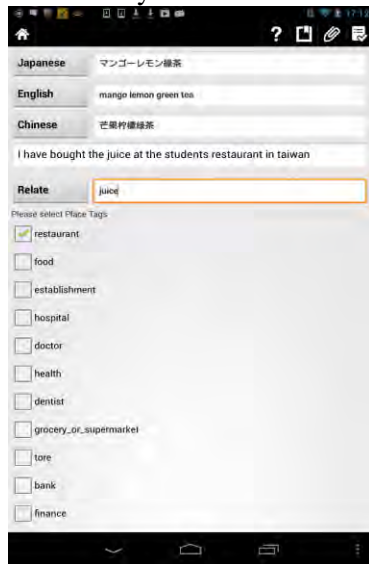 17:12
?
Japanese マンゴーレモン緑茶
English mango lemon green tea
Chinese 芒果柠檬绿茶
I have bought the juice at the students restaurant in taiwan
Relate juice
Please select Place Tags
restaurant
food
establishment
hospital
doctor
health
dentist
grocery_or_supermarket
tore
bank
finance